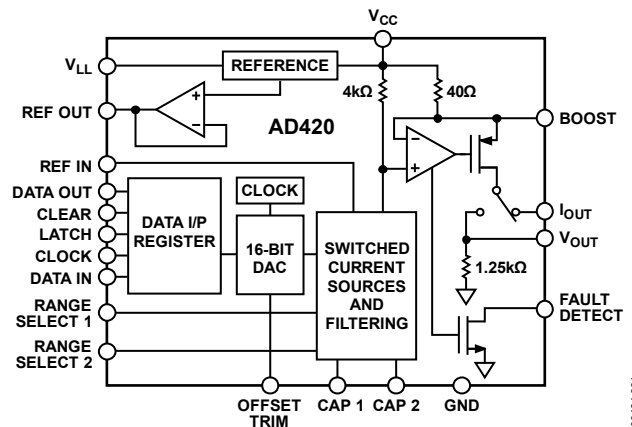 VCC
VLL
REFERENCE
4kΩ
40Ω
REF OUT
+
−
AD420
BOOST
−
+
REF IN
DATA OUT
CLEAR
LATCH
CLOCK
DATA IN
DATA I/P
REGISTER
CLOCK
16-BIT
DAC
SWITCHED
CURRENT
SOURCES
AND
FILTERING
IOUT
VOUT
1.25kΩ
RANGE
SELECT 1
RANGE
SELECT 2
FAULT
DETECT
OFFSET
TRIM
CAP 1
CAP 2
GND